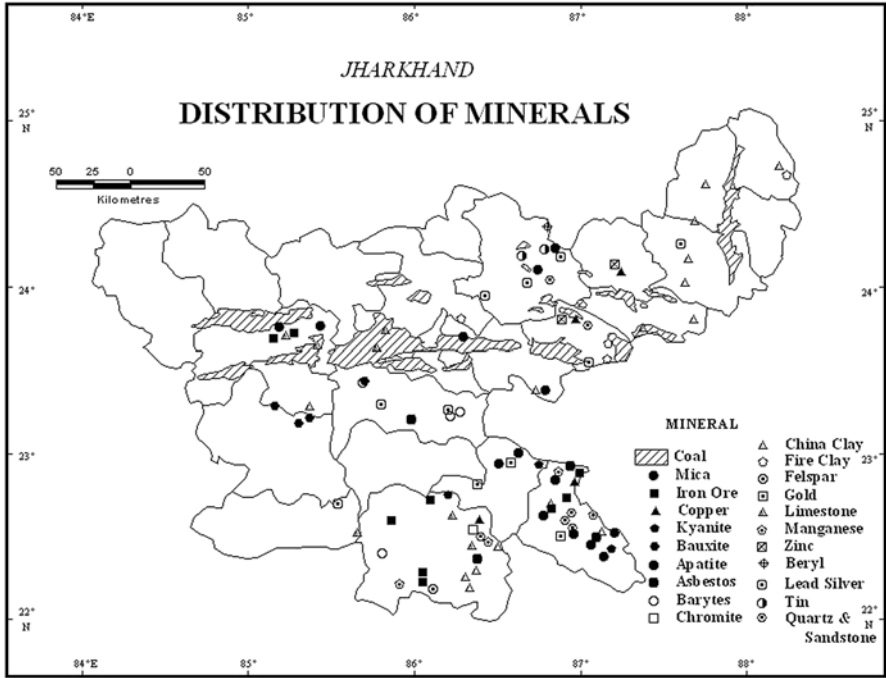 84°E 85° 86° 87° 88°
JHARKHAND
DISTRIBUTION OF MINERALS
25°
N
25°
N
50 25 0 50
Kilometres
24°
24°
23°
23°
22°
N
22°
N
MINERAL
Coal
Mica
Iron Ore
Copper
Kyanite
Bauxite
Apatite
Asbestos
Barytes
Chromite
China Clay
Fire Clay
Felspar
Gold
Limestone
Manganese
Zinc
Beryl
Lead Silver
Tin
Quartz &
Sandstone
84°E 85° 86° 87° 88°